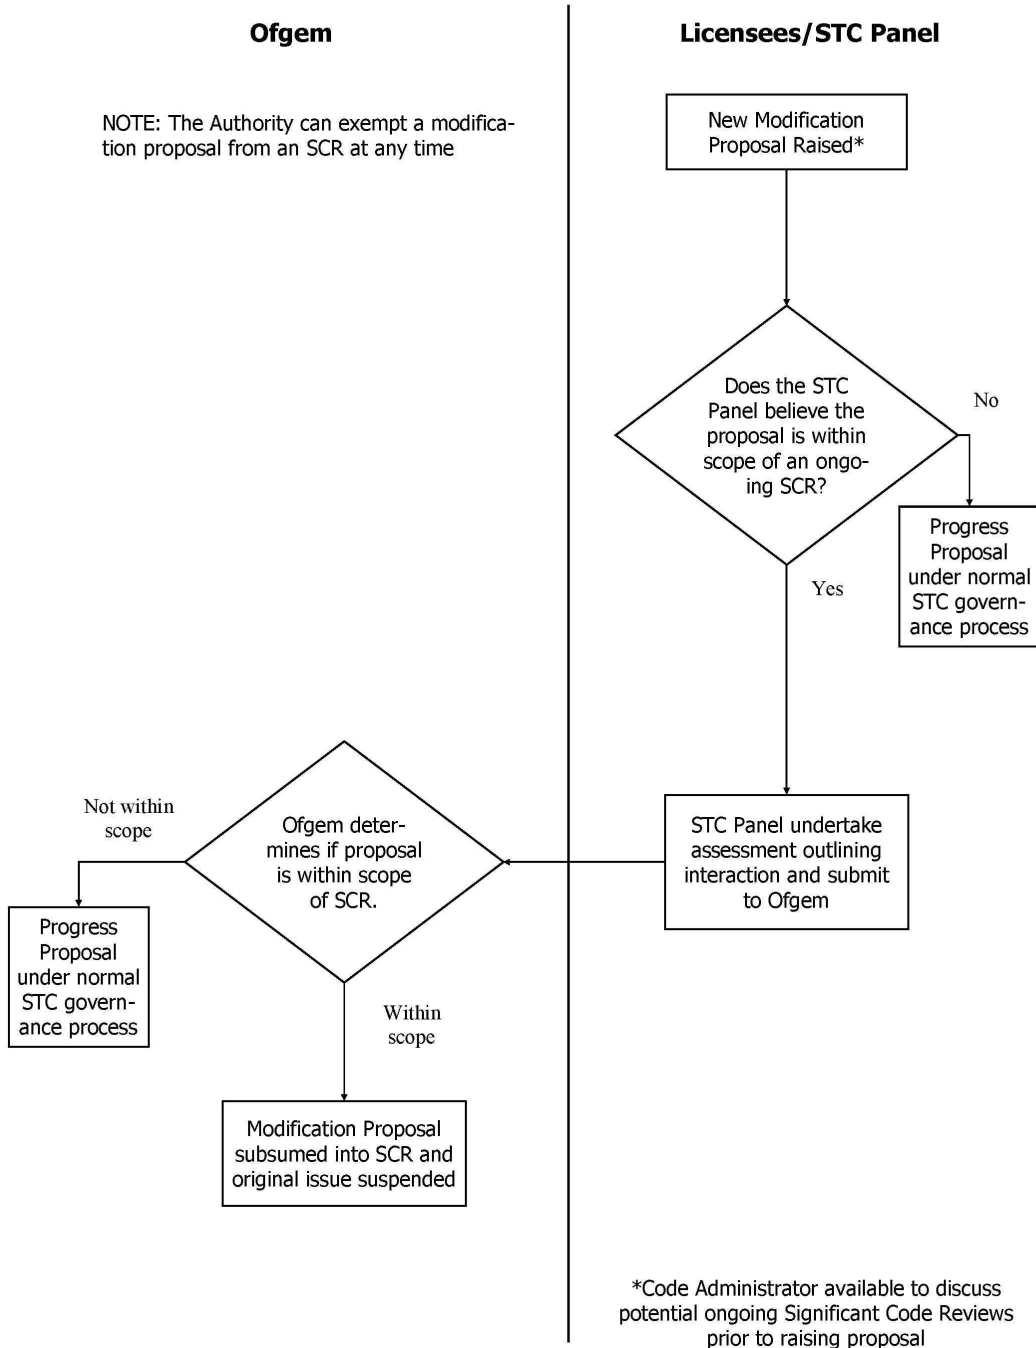 Ofgem
Licensees/STC Panel
NOTE: The Authority can exempt a modifica-
tion proposal from an SCR at any time
New Modification
Proposal Raised*
Does the STC
Panel believe the
proposal is within
scope of an ongo-
ing SCR?
No
Progress
Proposal
under normal
STC govern-
ance process
Yes
STC Panel undertake
assessment outlining
interaction and submit
to Ofgem
Ofgem deter-
mines if proposal
is within scope
of SCR.
Not within
scope
Progress
Proposal
under normal
STC govern-
ance process
Within
scope
Modification Proposal
subsumed into SCR and
original issue suspended
*Code Administrator available to discuss
potential ongoing Significant Code Reviews
prior to raising proposal